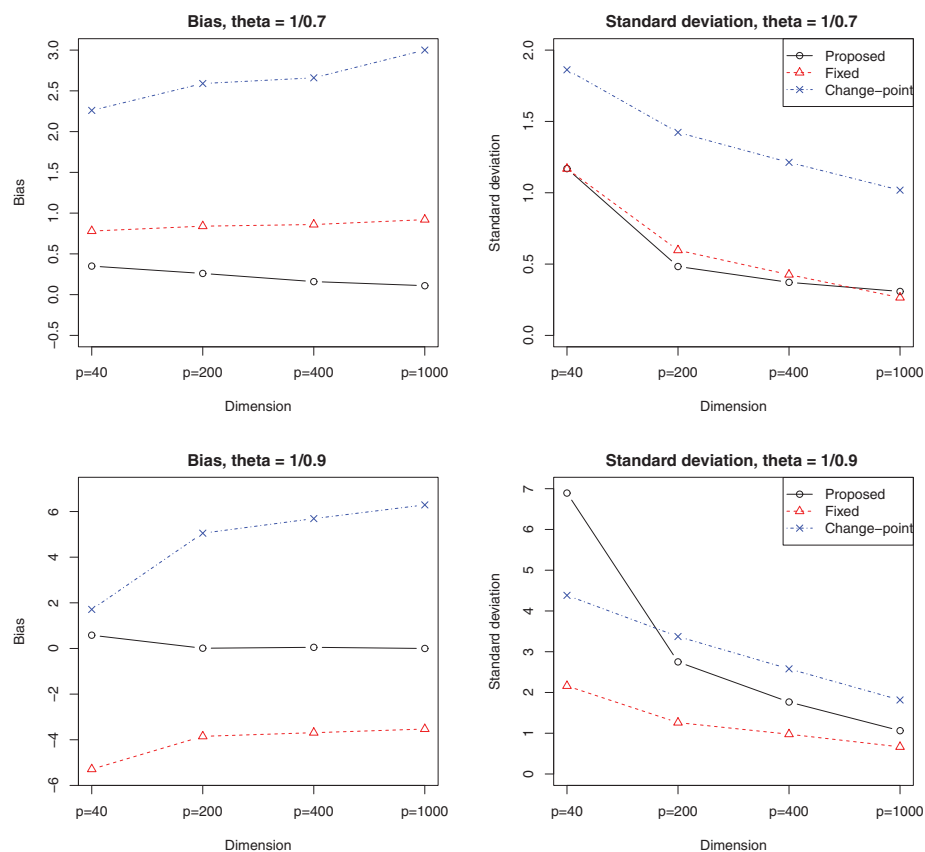 Bias, theta = 1/0.7
3.0
2.5
2.0
1.5
1.0
0.5
0.0
−0.5
Bias
p=40 p=200 p=400 p=1000
Dimension
Standard deviation, theta = 1/0.7
2.0
1.5
1.0
0.5
0.0
Standard deviation
Proposed
Fixed
Change−point
p=40 p=200 p=400 p=1000
Dimension
Bias, theta = 1/0.9
6
4
2
0
−2
−4
−6
Bias
p=40 p=200 p=400 p=1000
Dimension
Standard deviation, theta = 1/0.9
7
6
5
4
3
2
1
0
Standard deviation
Proposed
Fixed
Change−point
p=40 p=200 p=400 p=1000
Dimension